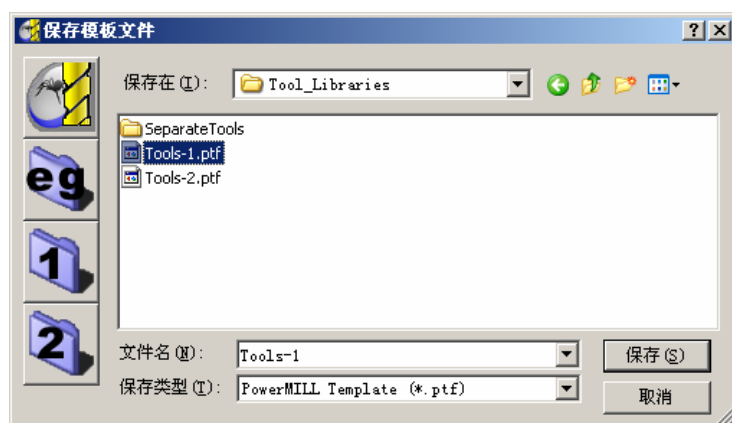 保存模板文件
保存在(I): Tool_Libraries
SeparateTools
Tools-1.ptf
Tools-2.ptf
eg
1
2
文件名(N): Tools-1 保存(S)
保存类型(T): PowerMILL Template (*.ptf) 取消